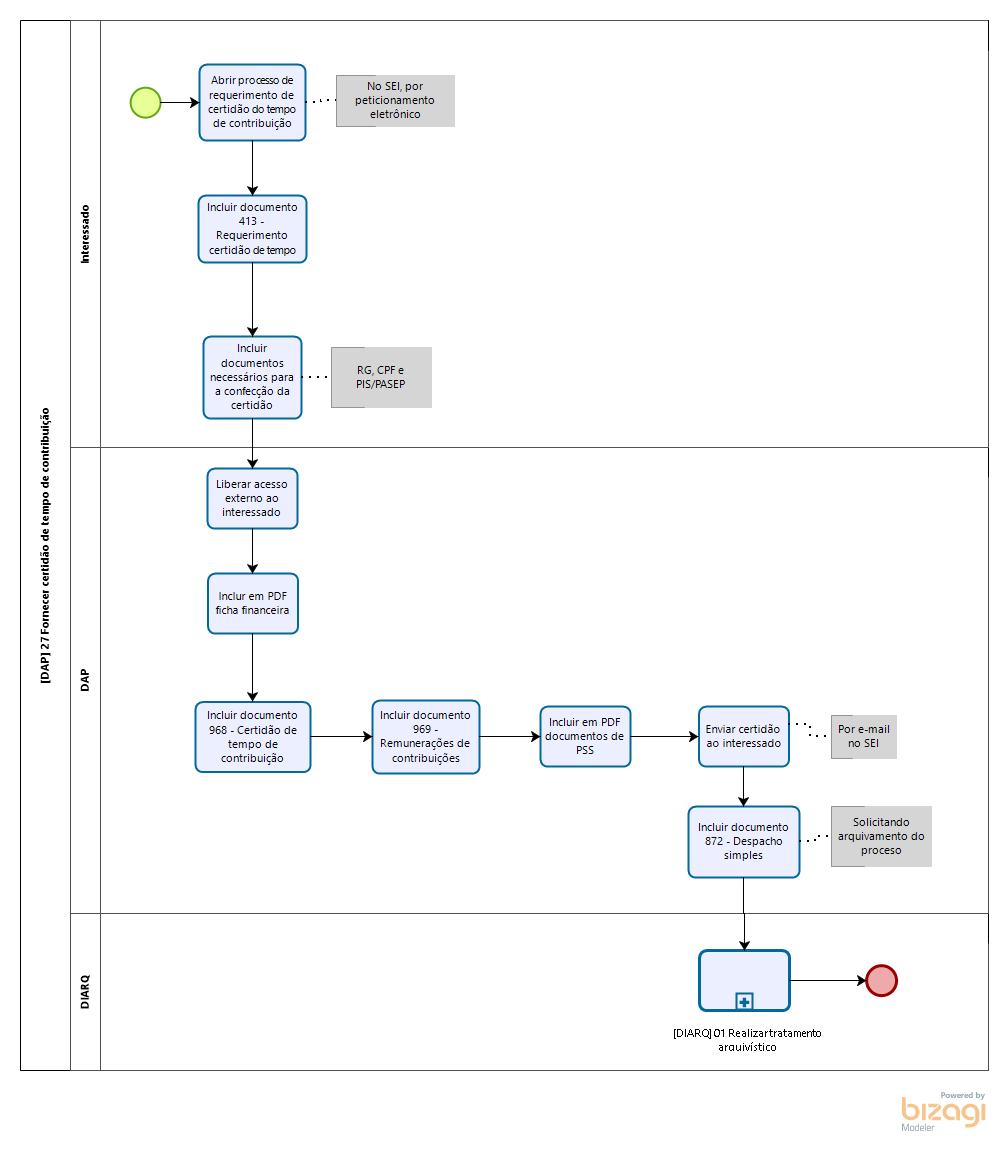 [DAP] 27 Fornecer certidão de tempo de contribuição
Interessado
Abrir processo de
requerimento de
certidão do tempo
de contribuição
No SEI, por
peticionamento
eletrônico
Incluir documento
413 -
Requerimento
certidão de tempo
Incluir
documentos
necessários para
a confecção da
certidão
RG, CPF e
PIS/PASEP
DAP
Liberar acesso
externo ao
interessado
Inclur em PDF
ficha financeira
Incluir documento
968 - Certidão de
tempo de
contribuição
Incluir documento
969 -
Remunerações de
contribuições
Incluir em PDF
documentos de
PSS
Enviar certidão
ao interessado
Por e-mail
no SEI
Incluir documento
872 - Despacho
simples
Solicitando
arquivamento do
proceso
DIARQ
[DIARQ] 01 Realizar tratamento
arquivístico
Powered by
bizagi
Modeler